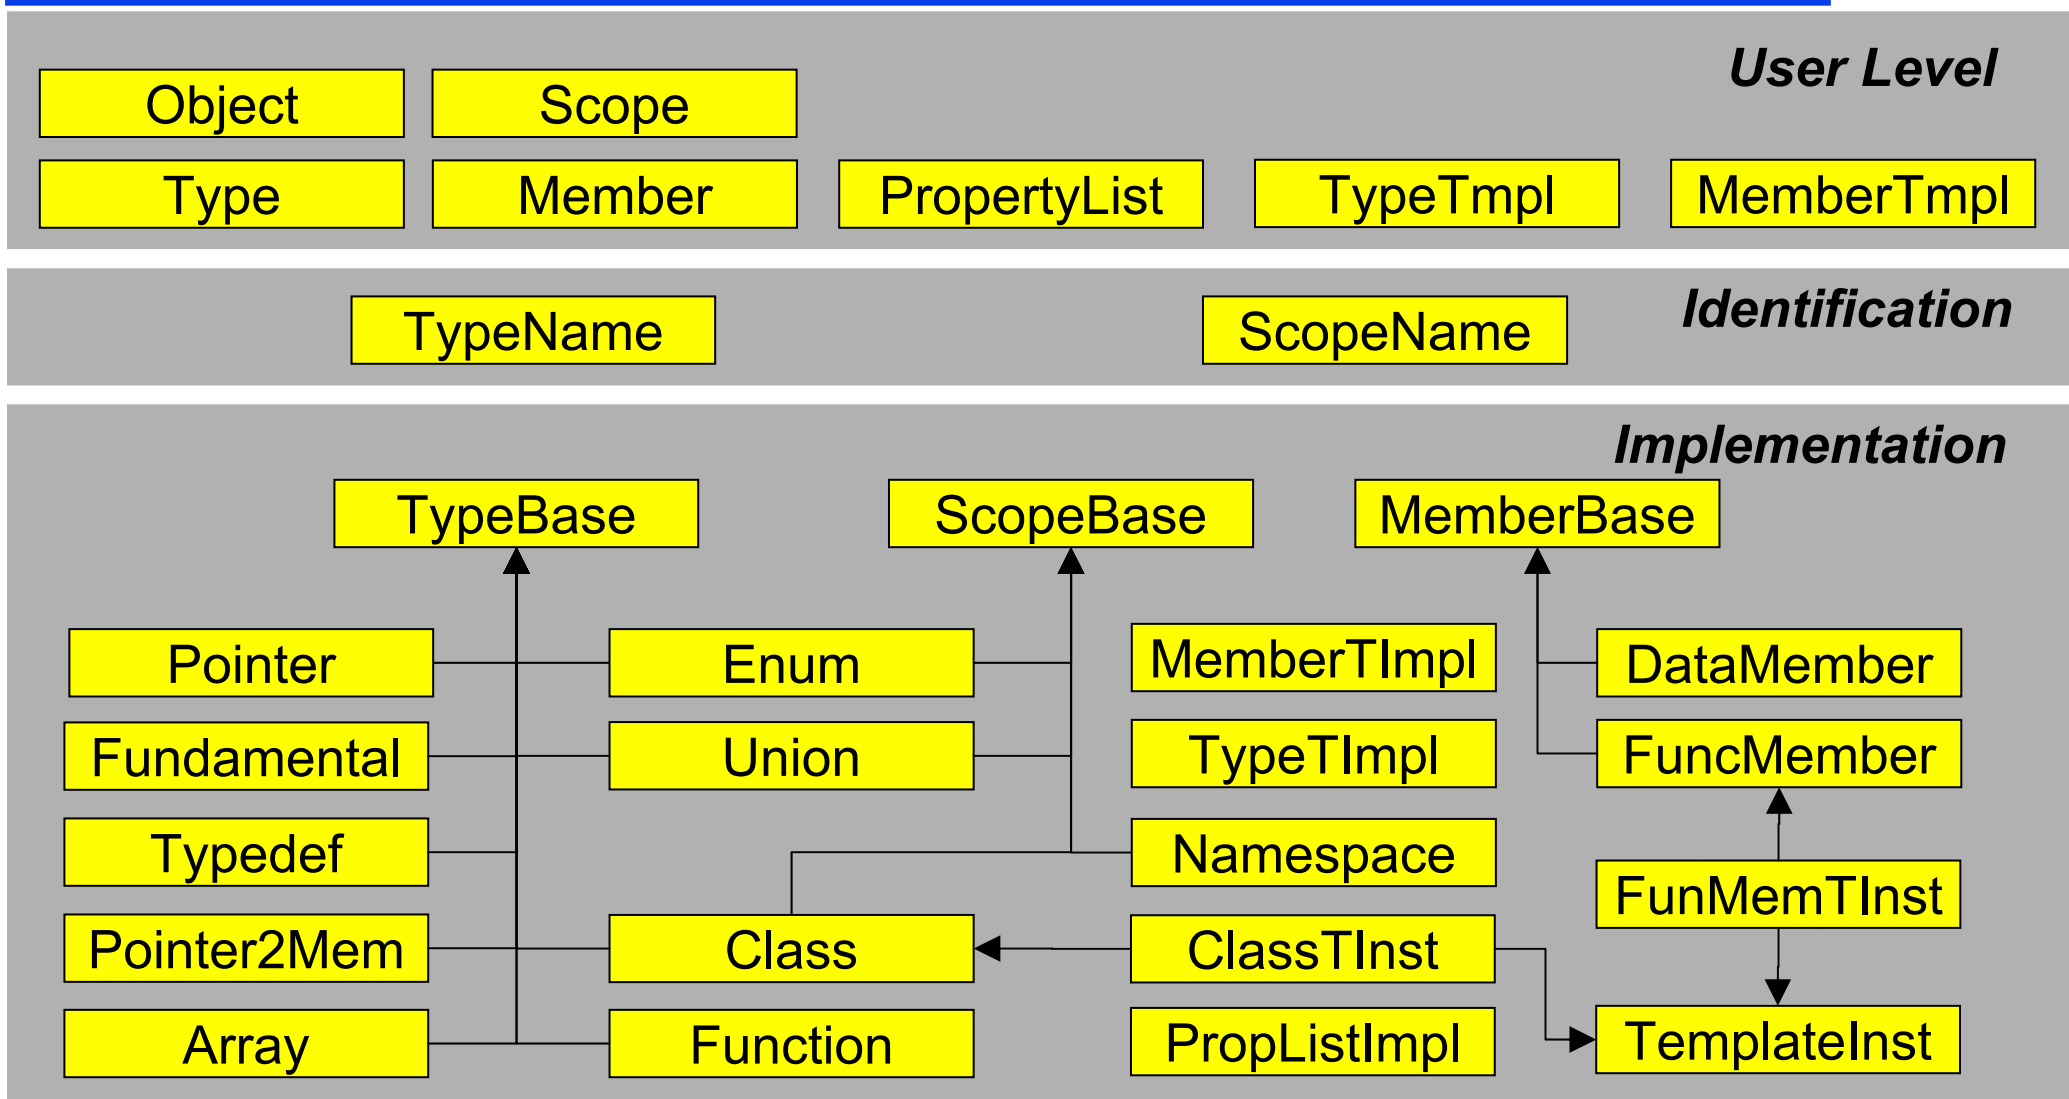 User Level
Object
Scope
Type
Member
PropertyList
TypeTmpl
MemberTmpl
Identification
TypeName
ScopeName
Implementation
TypeBase
ScopeBase
MemberBase
Pointer
Enum
MemberTImpl
DataMember
Fundamental
Union
TypeTImpl
FuncMember
Typedef
Namespace
FunMemTInst
Pointer2Mem
Class
ClassTInst
Array
Function
PropListImpl
TemplateInst